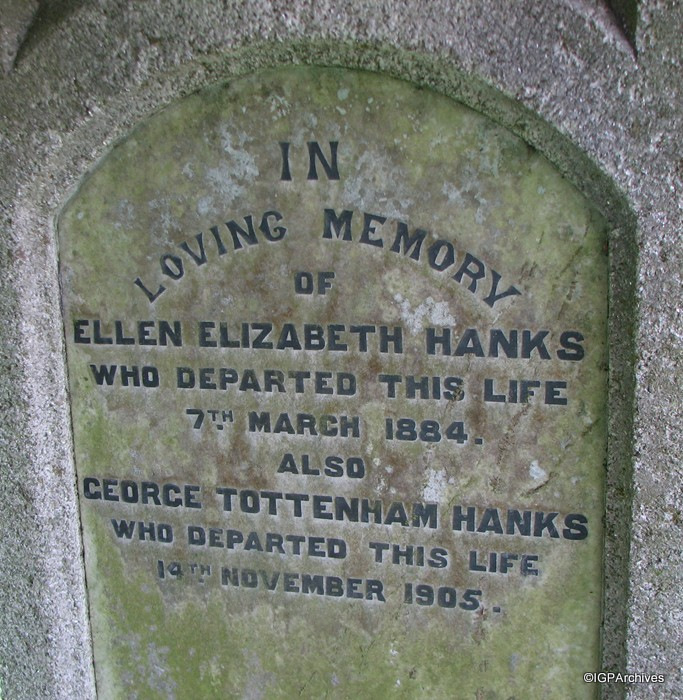 IN
LOVING MEMORY
OF
ELLEN ELIZABETH HANKS
WHO DEPARTED THIS LIFE
7TH MARCH 1884.
ALSO
GEORGE TOTTENHAM HANKS
WHO DEPARTED THIS LIFE
14TH NOVEMBER 1905.
©IGPArchives